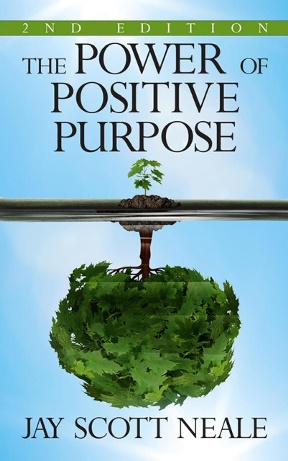 2ND EDITION
THE POWER OF
POSITIVE
PURPOSE
JAY SCOTT NEALE